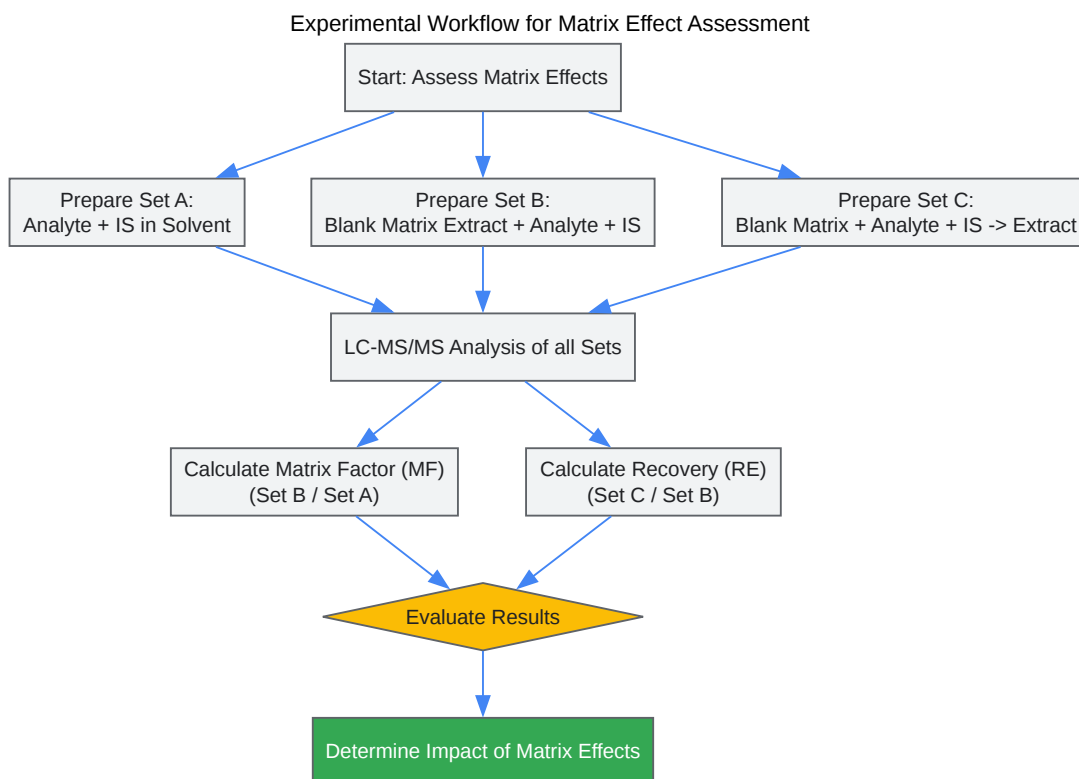 Experimental Workflow for Matrix Effect Assessment
Start: Assess Matrix Effects
Prepare Set A:
Analyte + IS in Solvent
Prepare Set B:
Blank Matrix Extract + Analyte + IS
Prepare Set C:
Blank Matrix + Analyte + IS -> Extract
LC-MS/MS Analysis of all Sets
Calculate Matrix Factor (MF)
(Set B / Set A)
Calculate Recovery (RE)
(Set C / Set B)
Evaluate Results
Determine Impact of Matrix Effects